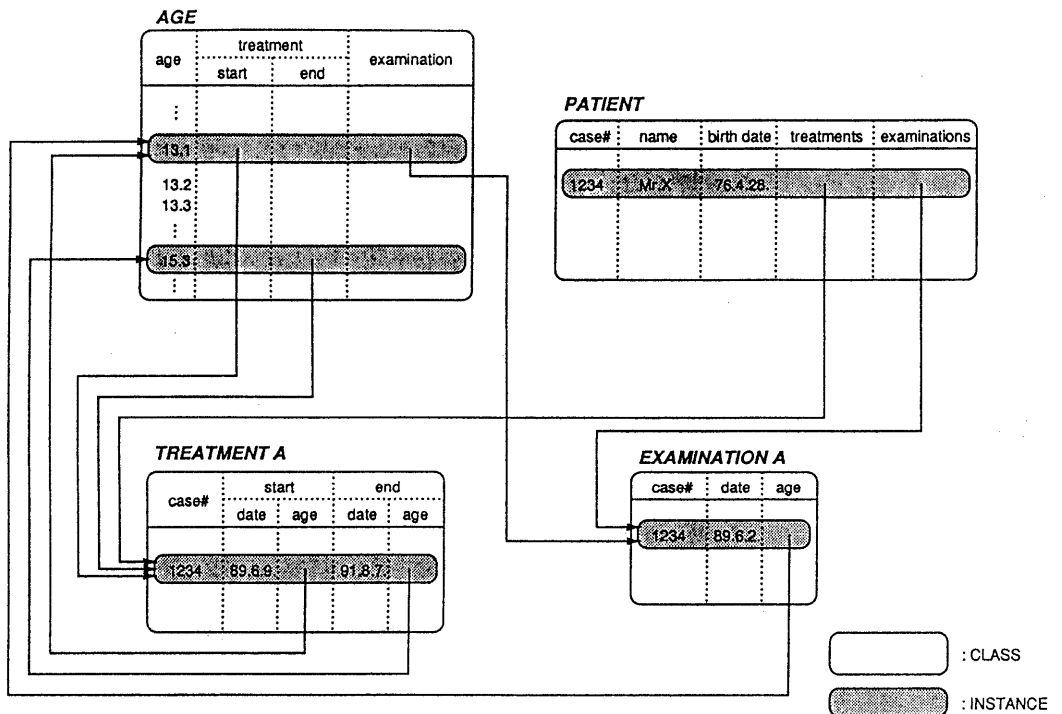 AGE
age treatment examination
start end
:
13.1
13.2
13.3
:
15.3
:
PATIENT
case# name birth date treatments examinations
1234 Mr.X 76.4.28.
TREATMENT A
case# start end
date age date age
1234 89.6.9. 91.8.7.
EXAMINATION A
case# date age
1234 89.6.2.
: CLASS
: INSTANCE